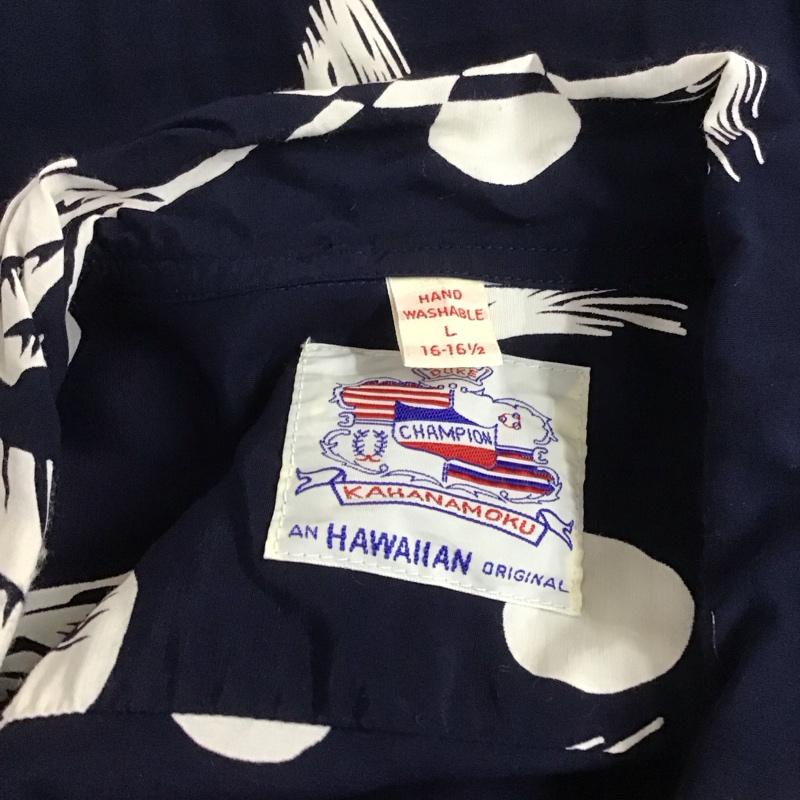 HAND
WASHABLE
L
16-16½
DUKE
CHAMPION
KAHANAMOKU
AN HAWAIIAN ORIGINAL